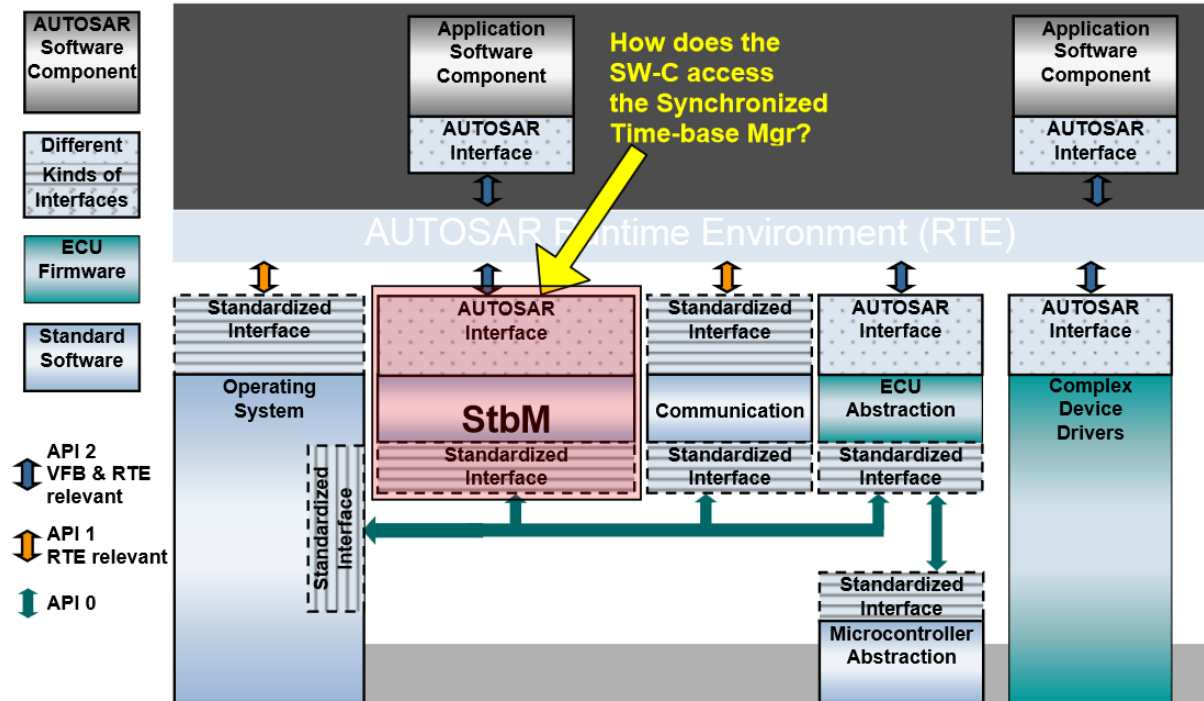 AUTOSAR
Software
Component
Different
Kinds of
Interfaces
ECU
Firmware
Standard
Software
API 2
VFB & RTE
relevant
API 1
RTE relevant
API 0
Application
Software
Component
AUTOSAR
Interface
How does the
SW-C access
the Synchronized
Time-base Mgr?
Application
Software
Component
AUTOSAR
Interface
AUTOSAR Runtime Environment (RTE)
Standardized
Interface
Operating
System
Standardized
Interface
AUTOSAR
Interface
StbM
Standardized
Interface
Standardized
Interface
Communication
Standardized
Interface
AUTOSAR
Interface
ECU
Abstraction
Standardized
Interface
Standardized
Interface
Microcontroller
Abstraction
AUTOSAR
Interface
Complex
Device
Drivers